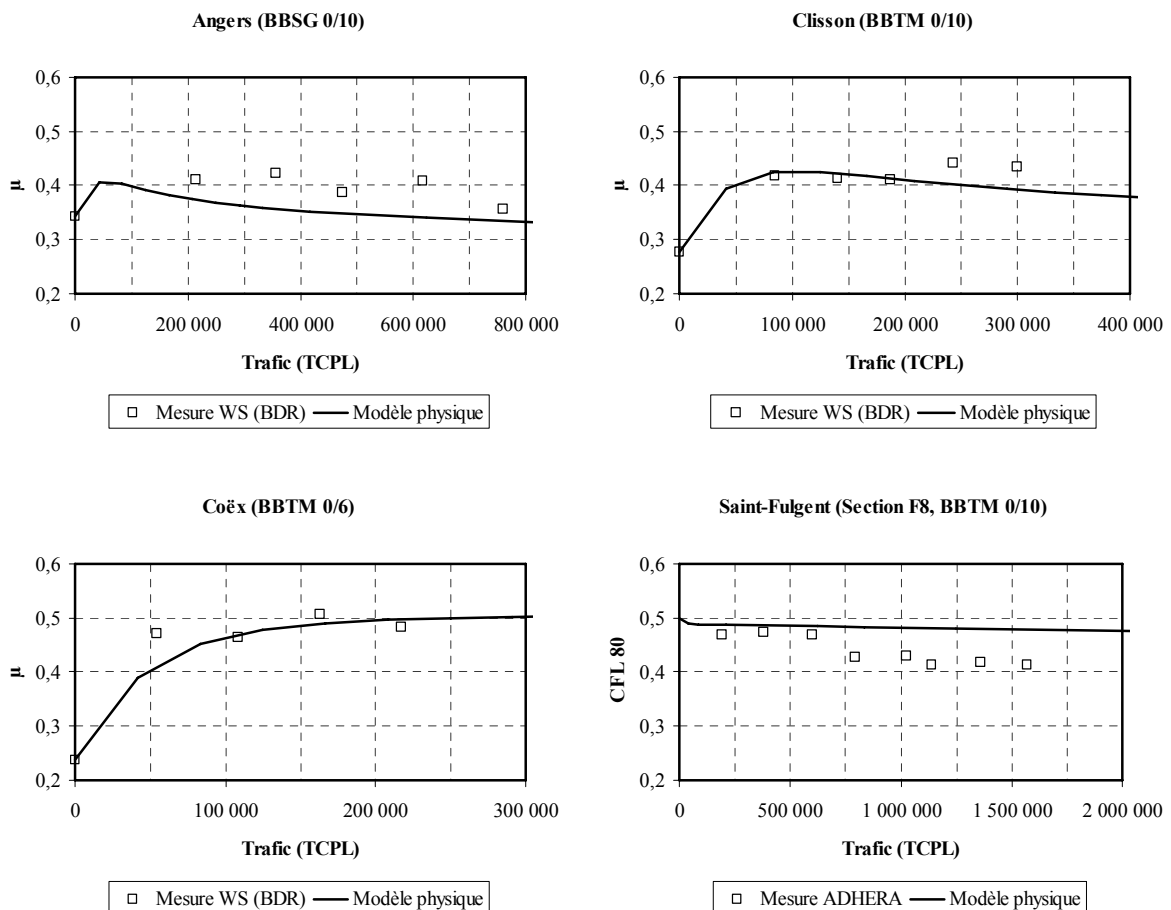 Angers (BBSG 0/10)
0,6
0,5
0,4
0,3
0,2
µ
0
200 000
400 000
600 000
800 000
Trafic (TCPL)
Mesure WS (BDR)
Modèle physique
Clisson (BBTM 0/10)
0,6
0,5
0,4
0,3
0,2
µ
0
100 000
200 000
300 000
400 000
Trafic (TCPL)
Mesure WS (BDR)
Modèle physique
Coëx (BBTM 0/6)
0,6
0,5
0,4
0,3
0,2
µ
0
100 000
200 000
300 000
Trafic (TCPL)
Mesure WS (BDR)
Modèle physique
Saint-Fulgent (Section F8, BBTM 0/10)
0,6
0,5
0,4
0,3
0,2
CFL 80
0
500 000
1 000 000
1 500 000
2 000 000
Trafic (TCPL)
Mesure ADHERA
Modèle physique